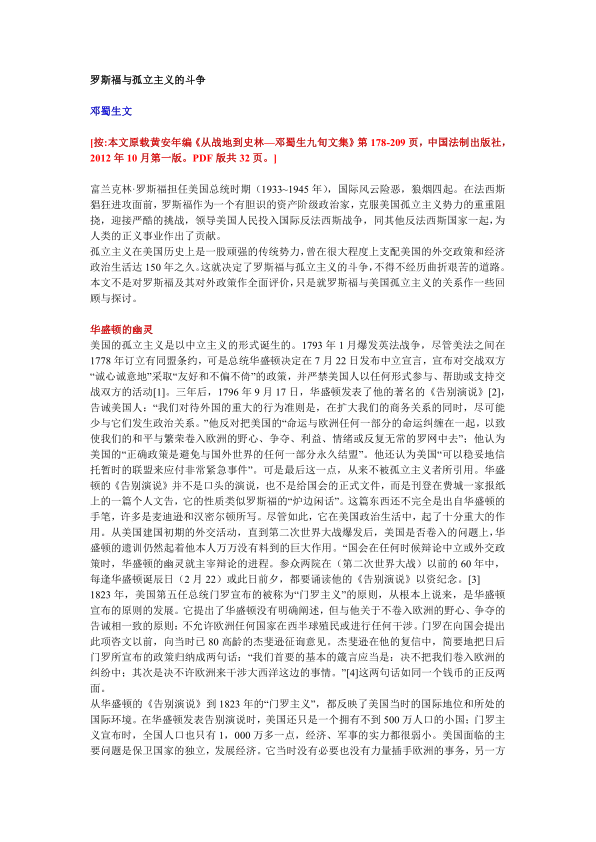 罗斯福与孤立主义的斗争
邓蜀生文
[按:本文原载黄安年编《从战地到史林—邓蜀生九旬文集》第 178-209 页，中国法制出版社，
2012 年 10 月第一版。PDF 版共 32 页。]
富兰克林·罗斯福担任美国总统时期（1933~1945 年），国际风云险恶，狼烟四起。在法西斯
猖狂进攻面前，罗斯福作为一个有胆识的资产阶级政治家，克服美国孤立主义势力的重重阻
挠，迎接严酷的挑战，领导美国人民投入国际反法西斯战争，同其他反法西斯国家一起,为
人类的正义事业作出了贡献。
孤立主义在美国历史上是一股顽强的传统势力,曾在很大程度上支配美国的外交政策和经济
政治生活达 150 年之久。这就决定了罗斯福与孤立主义的斗争,不得不经历曲折艰苦的道路。
本文不是对罗斯福及其对外政策作全面评价,只是就罗斯福与美国孤立主义的关系作一些回
顾与探讨。
华盛顿的幽灵
美国的孤立主义是以中立主义的形式诞生的。1793 年 1 月爆发英法战争，尽管美法之间在
1778 年订立有同盟条约，可是总统华盛顿决定在 7 月 22 日发布中立宣言，宣布对交战双方
“诚心诚意地”采取“友好和不偏不倚”的政策，并严禁美国人以任何形式参与、帮助或支持交
战双方的活动[1]。三年后，1796 年 9 月 17 日，华盛顿发表了他的著名的《告别演说》[2],
告诫美国人：“我们对待外国的重大的行为准则是，在扩大我们的商务关系的同时，尽可能
少与它们发生政治关系。”他反对把美国的“命运与欧洲任何一部分的命运纠缠在一起，以致
使我们的和平与繁荣卷入欧洲的野心、争夺、利益、情绪或反复无常的罗网中去”；他认为
美国的“正确政策是避免与国外世界的任何一部分永久结盟”。他还认为美国“可以稳妥地信
托暂时的联盟来应付非常紧急事件”。可是最后这一点，从来不被孤立主义者所引用。华盛
顿的《告别演说》并不是口头的演说，也不是给国会的正式文件，而是刊登在费城一家报纸
上的一篇个人文告，它的性质类似罗斯福的“炉边闲话”。这篇东西还不完全是出自华盛顿的
手笔，许多是麦迪逊和汉密尔顿所写。尽管如此，它在美国政治生活中，起了十分重大的作
用。从美国建国初期的外交活动，直到第二次世界大战爆发后，美国是否卷入的问题上,华
盛顿的遗训仍然起着他本人万万没有料到的巨大作用。“国会在任何时候辩论中立或外交政
策时，华盛顿的幽灵就主宰辩论的进程。参众两院在（第二次世界大战）以前的 60 年中，
每逢华盛顿诞辰日（2 月 22）或此日前夕，都要诵读他的《告别演说》以资纪念。[3]
1823 年，美国第五任总统门罗宣布的被称为“门罗主义”的原则，从根本上说来，是华盛顿
宣布的原则的发展。它提出了华盛顿没有明确阐述，但与他关于不卷入欧洲的野心、争夺的
告诫相一致的原则；不允许欧洲任何国家在西半球殖民或进行任何干涉。门罗在向国会提出
此项咨文以前，向当时已 80 高龄的杰斐逊征询意见。杰斐逊在他的复信中，简要地把日后
门罗所宣布的政策归纳成两句话：“我们首要的基本的箴言应当是：决不把我们卷入欧洲的
纠纷中；其次是决不许欧洲来干涉大西洋这边的事情。”[4]这两句话如同一个钱币的正反两
面。
从华盛顿的《告别演说》到 1823 年的“门罗主义”，都反映了美国当时的国际地位和所处的
国际环境。在华盛顿发表告别演说时，美国还只是一个拥有不到 500 万人口的小国；门罗主
义宣布时，全国人口也只有 1，000 万多一点，经济、军事的实力都很弱小。美国面临的主
要问题是保卫国家的独立，发展经济。它当时没有必要也没有力量插手欧洲的事务，另一方